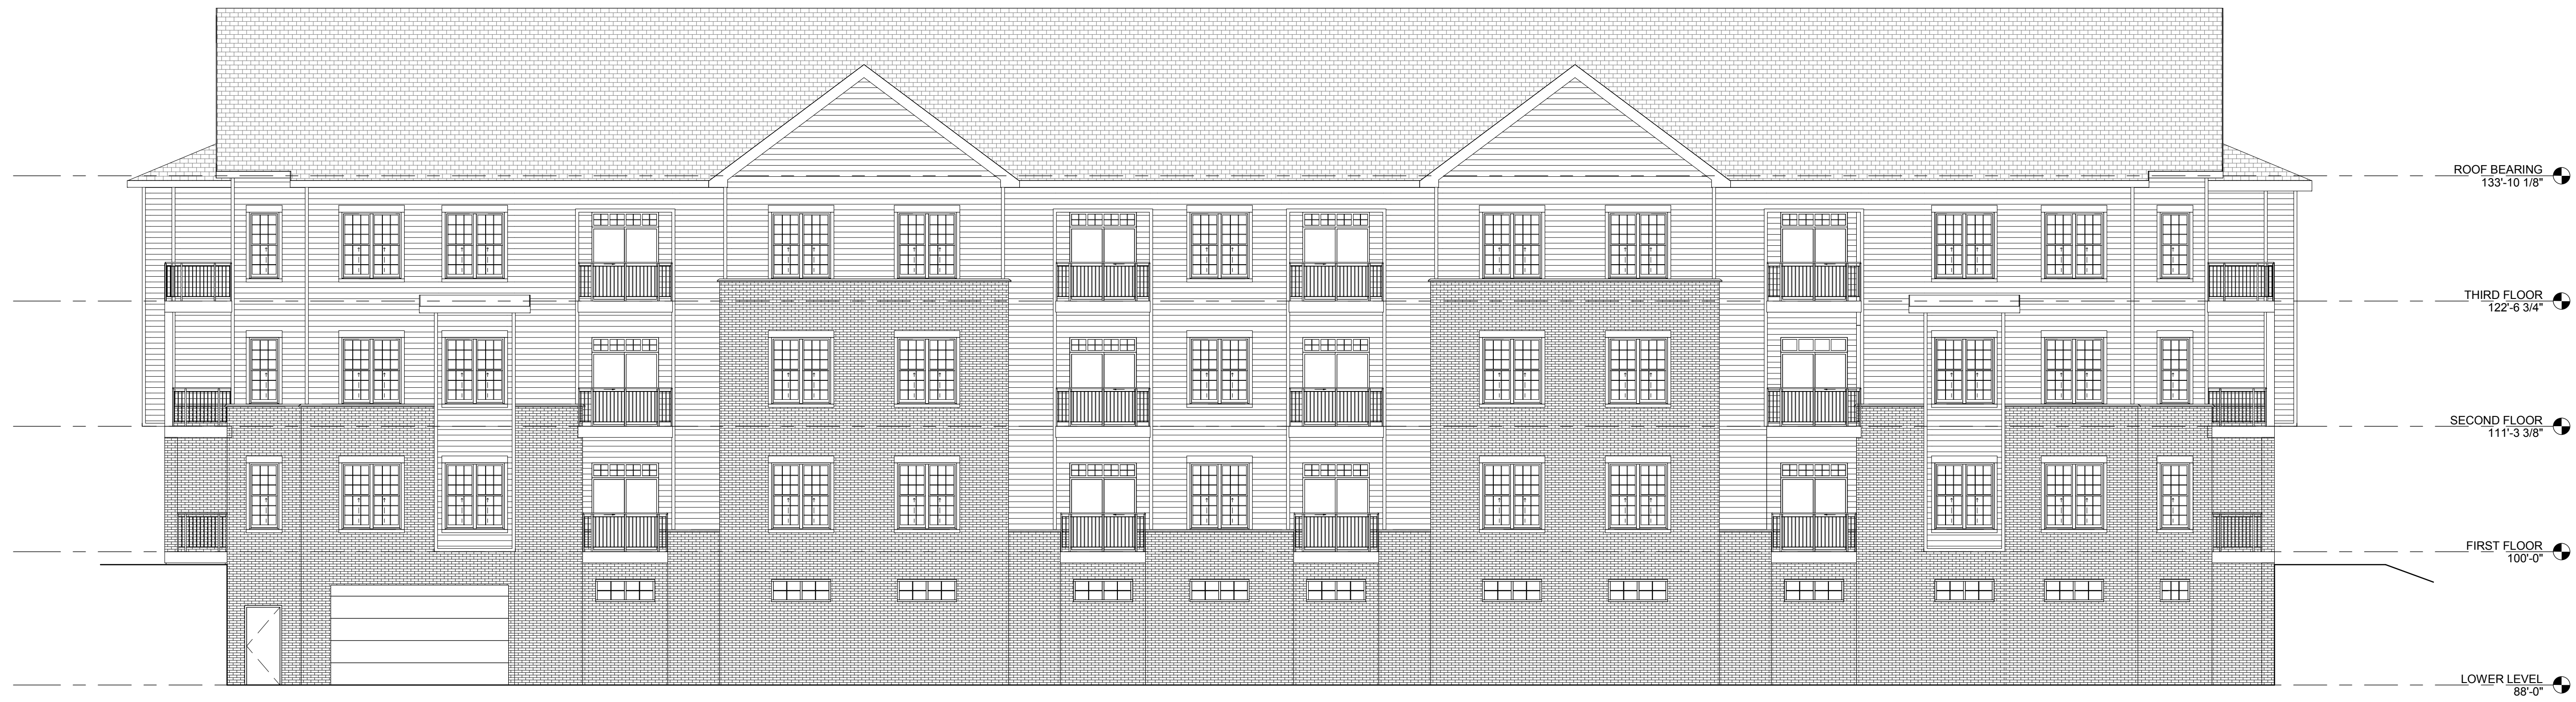 ROOF BEARING
133'-10 1/8"
THIRD FLOOR
122'-6 3/4"
SECOND FLOOR
111'-3 3/8"
FIRST FLOOR
100'-0"
LOWER LEVEL
88'-0"